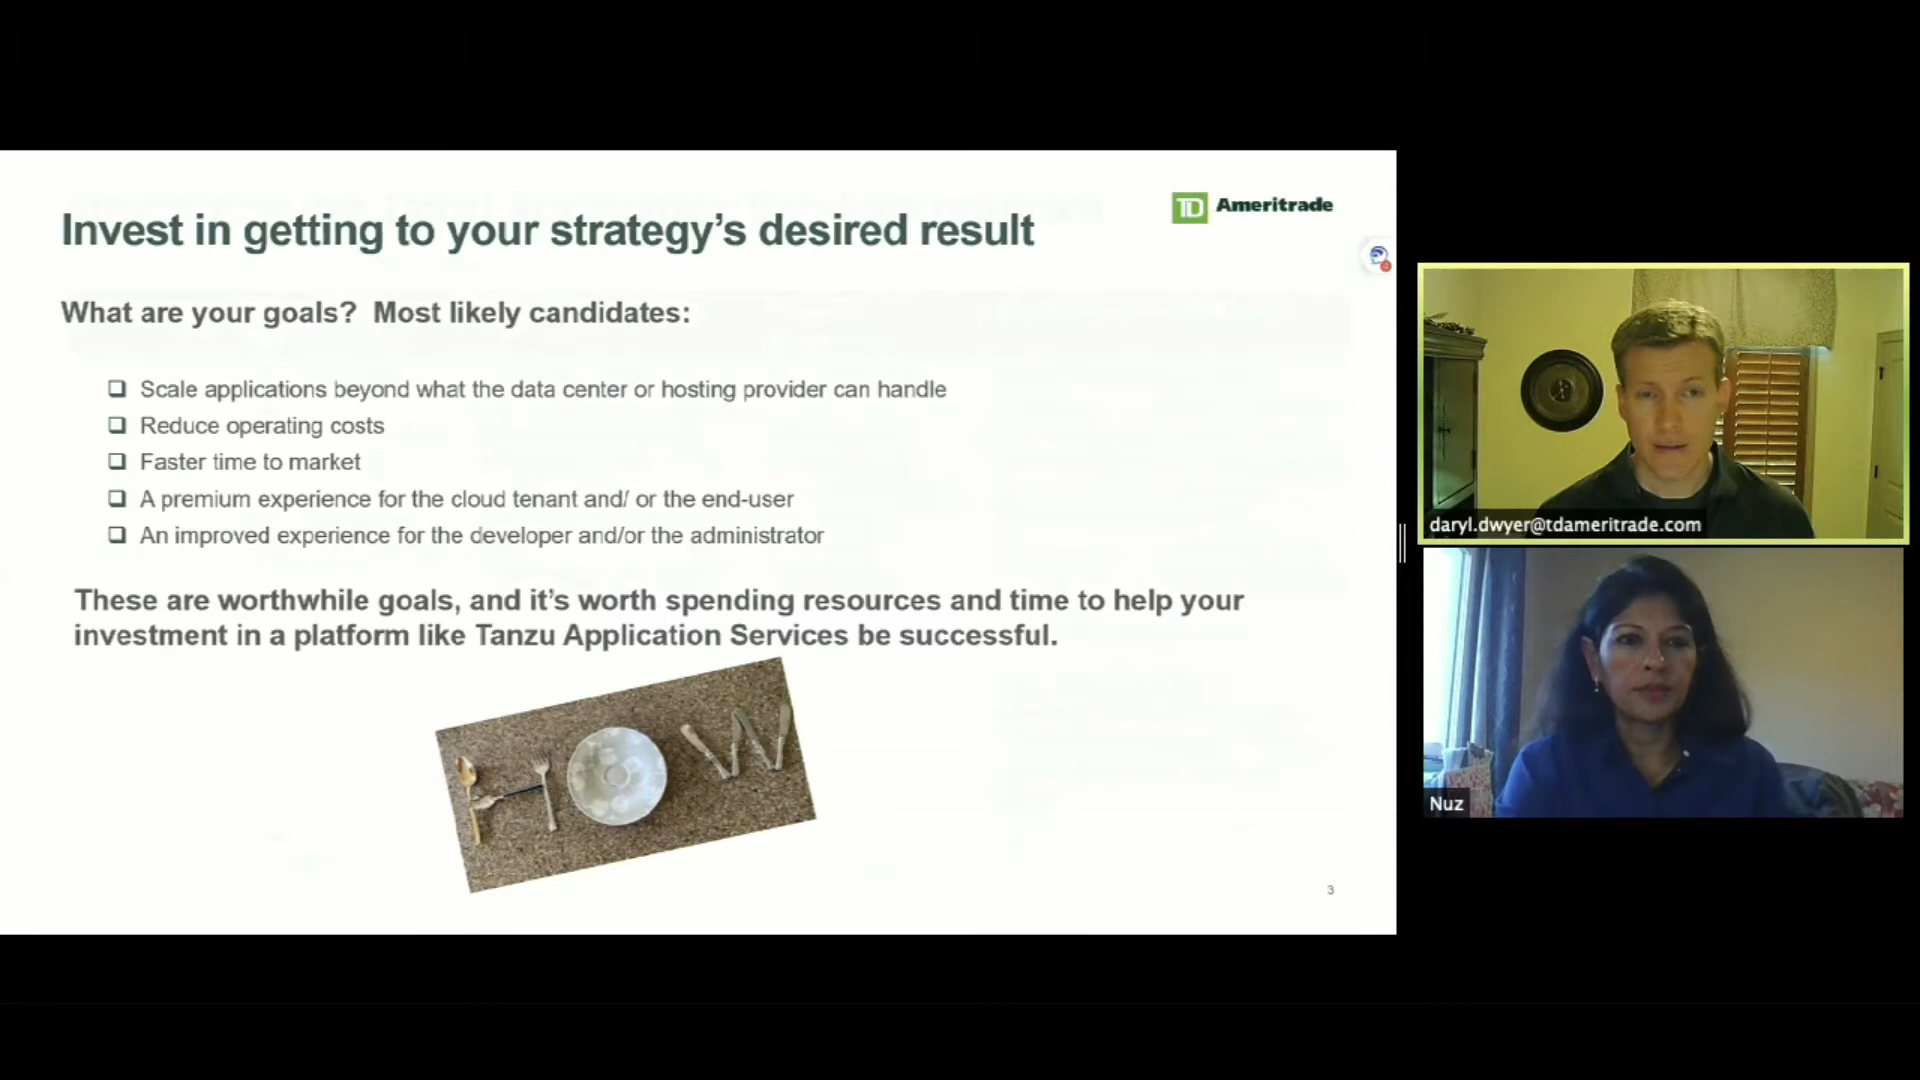 Invest in getting to your strategy’s desired result
TD Ameritrade
What are your goals?  Most likely candidates:
Scale applications beyond what the data center or hosting provider can handle
Reduce operating costs
Faster time to market
A premium experience for the cloud tenant and/ or the end-user
An improved experience for the developer and/or the administrator
These are worthwhile goals, and it’s worth spending resources and time to help your
investment in a platform like Tanzu Application Services be successful.
HOW
3
daryl.dwyer@tdameritrade.com
Nuz